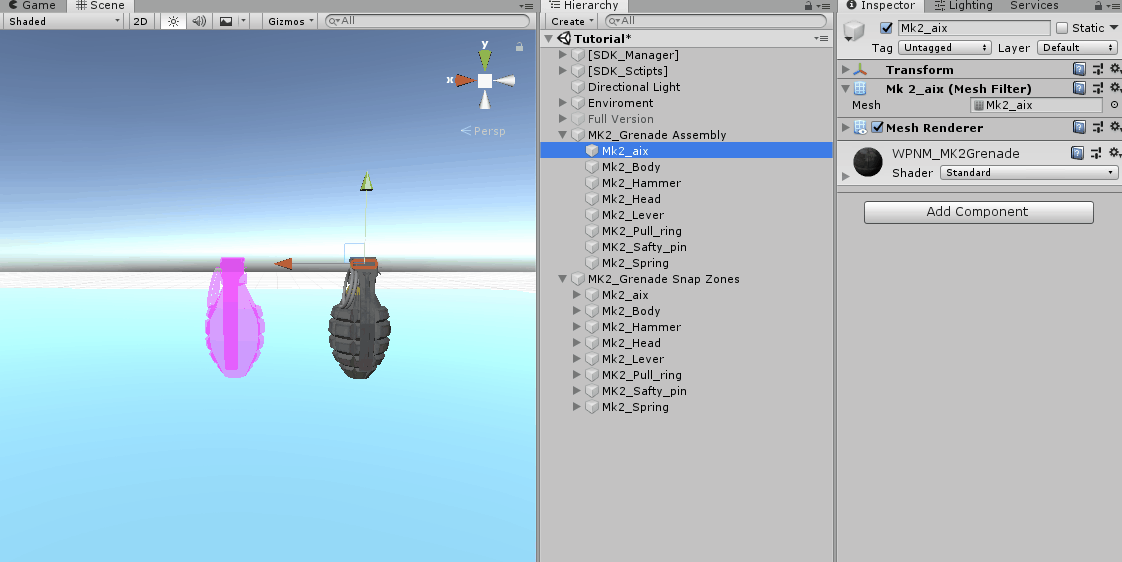 Game
Scene
Shaded
2D
Gizmos
All
y
x
Persp
Hierarchy
Create
All
Tutorial*
[SDK_Manager]
[SDK_Sctipts]
Directional Light
Enviroment
Full Version
MK2_Grenade Assembly
Mk2_aix
Mk2_Body
Mk2_Hammer
Mk2_Head
Mk2_Lever
Mk2_Pull_ring
MK2_Safty_pin
Mk2_Spring
MK2_Grenade Snap Zones
Mk2_aix
Mk2_Body
Mk2_Hammer
Mk2_Head
Mk2_Lever
MK2_Pull_ring
MK2_Safty_pin
Mk2_Spring
Inspector
Lighting
Services
Mk2_aix
Static
Tag
Untagged
Layer
Default
Transform
Mk 2_aix (Mesh Filter)
Mesh
Mk2_aix
Mesh Renderer
WPNM_MK2Grenade
Shader
Standard
Add Component